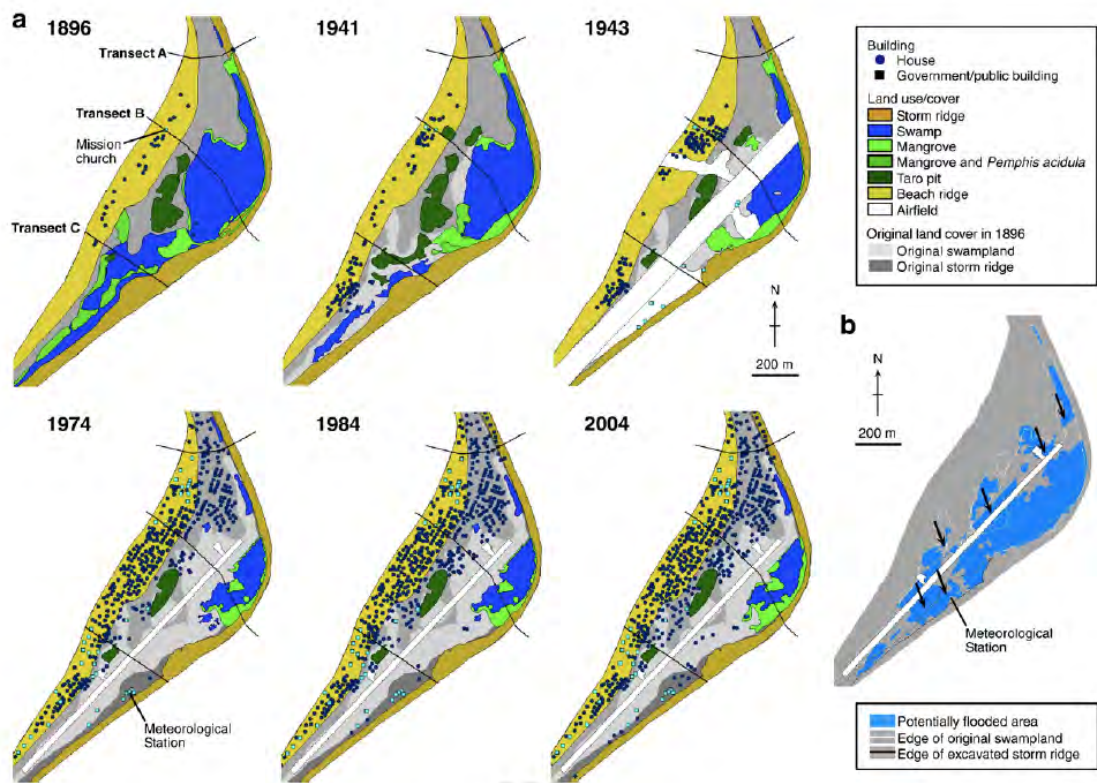 a
1896
1941
1943
Transect A
Transect B
Mission
church
Transect C
N
200 m
Building
House
Government/public building
Land use/cover
Storm ridge
Swamp
Mangrove
Mangrove and Pemphis acidula
Taro pit
Beach ridge
Airfield
Original land cover in 1896
Original swampland
Original storm ridge
1974
1984
2004
Meteorological
Station
b
N
200 m
Meteorological
Station
Potentially flooded area
Edge of original swampland
Edge of excavated storm ridge